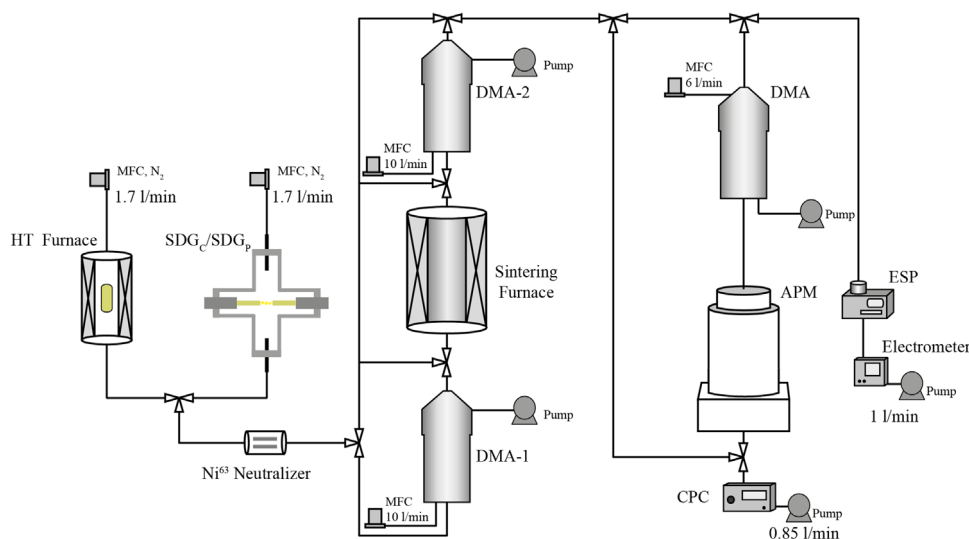 MFC, N₂
1.7 l/min
MFC, N₂
1.7 l/min
HT Furnace
SDG_C/SDG_P
Ni⁶³ Neutralizer
Pump
DMA-2
MFC
10 l/min
Sintering
Furnace
Pump
DMA-1
MFC
10 l/min
MFC
6 l/min
DMA
Pump
APM
ESP
Electrometer
Pump
1 l/min
CPC
Pump
0.85 l/min